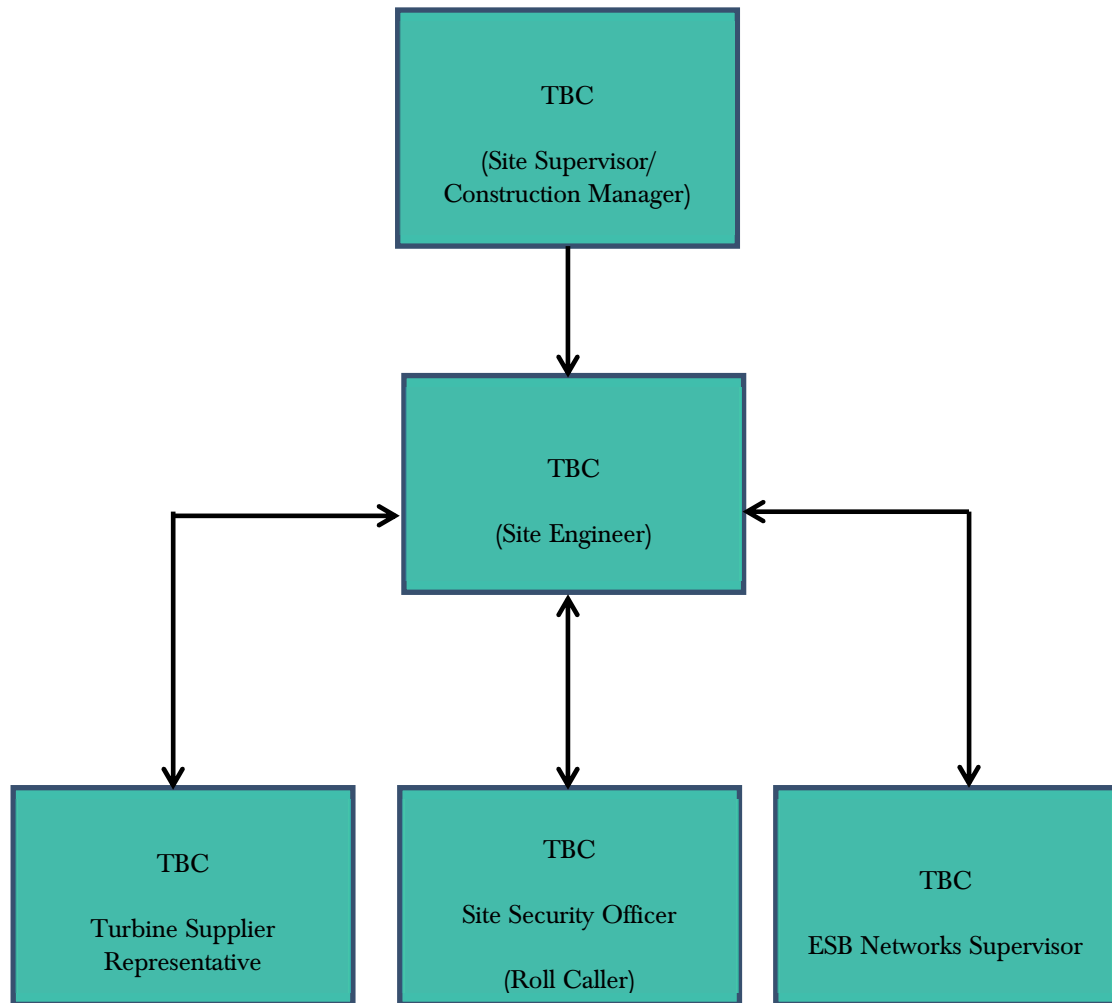 TBC
(Site Supervisor/
Construction Manager)
TBC
(Site Engineer)
TBC
Turbine Supplier
Representative
TBC
Site Security Officer
(Roll Caller)
TBC
ESB Networks Supervisor